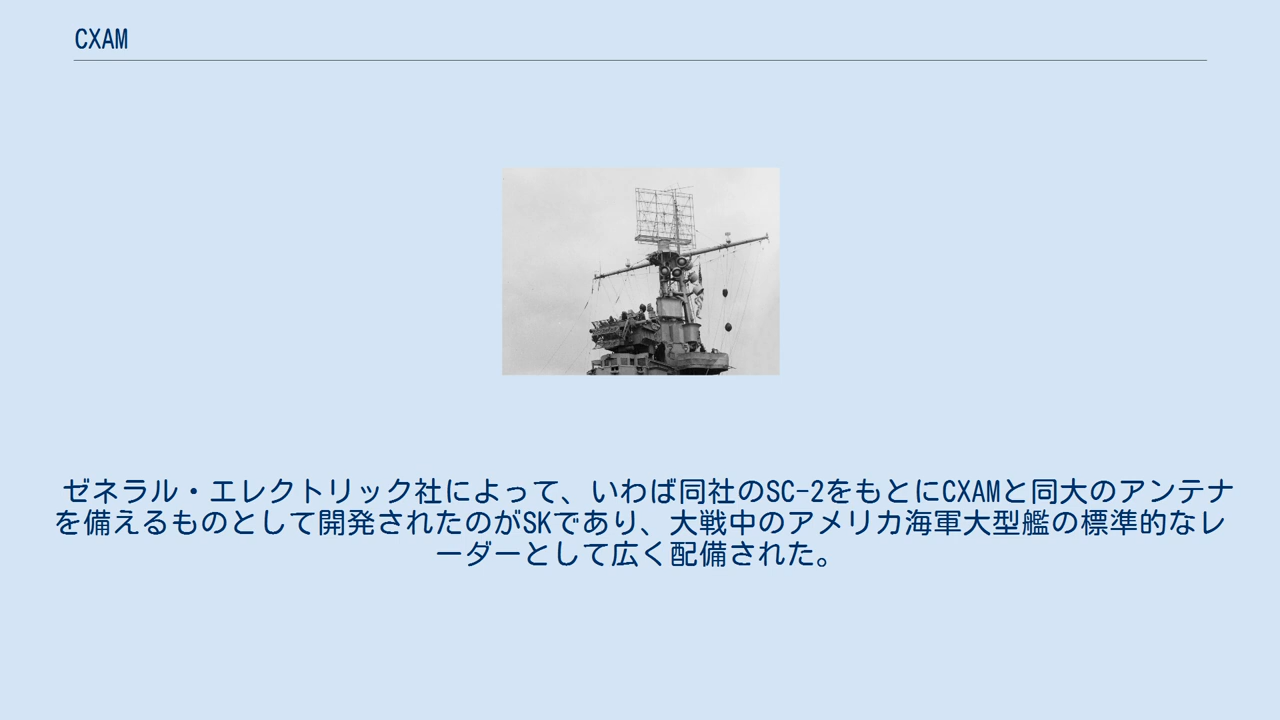 CXAM
ゼネラル・エレクトリック社によって、いわば同社のSC-2をもとにCXAMと同大のアンテナ
を備えるものとして開発されたのがSKであり、大戦中のアメリカ海軍大型艦の標準的なレ
ーダーとして広く配備された。